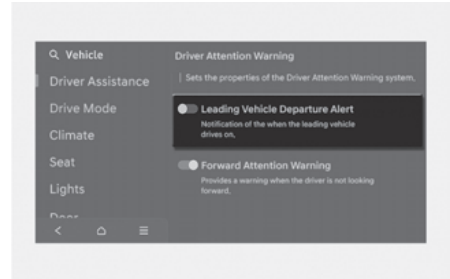 Vehicle
Driver Assistance
Drive Mode
Climate
Seat
Lights
Door
Driver Attention Warning
Sets the properties of the Driver Attention Warning system.
Leading Vehicle Departure Alert
Notification of the when the leading vehicle
drives on.
Forward Attention Warning
Provides a warning when the driver is not looking
forward.